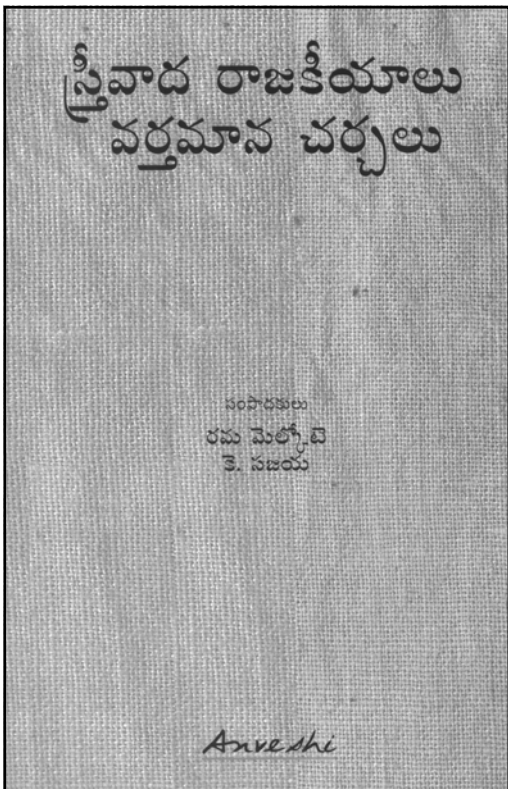 స్త్రీవాద రాజకీయాలు
వర్తమాన చర్చలు
సంపాదకులు
రమ మెల్కోటె
కె. సజయ
Anveshi